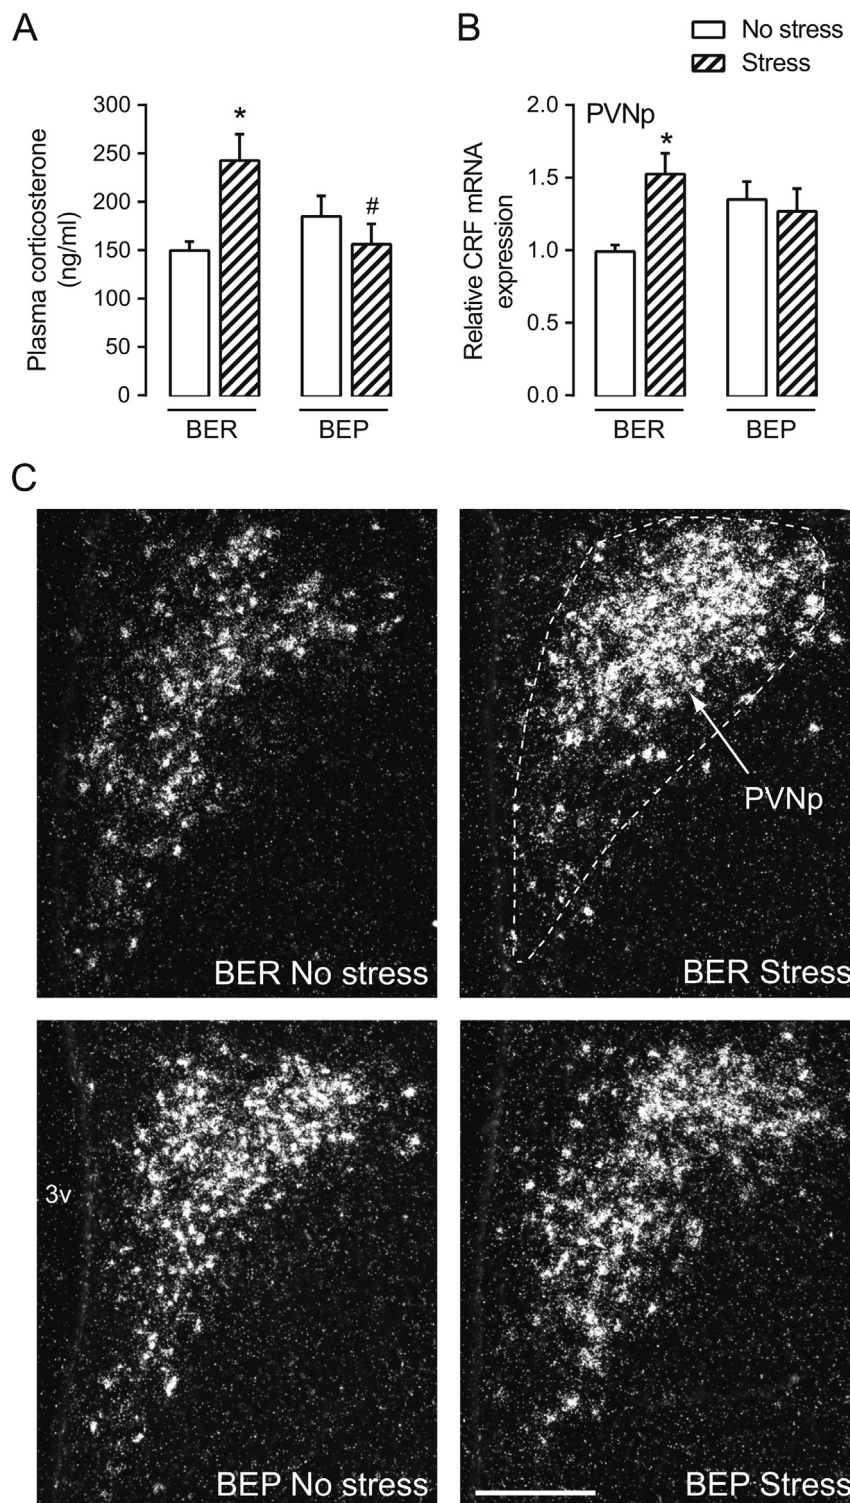 A
B
No stress
Stress
300
250
200
150
100
50
0
Plasma corticosterone
(ng/ml)
*
#
BER
BEP
2.0
1.5
1.0
0.5
0.0
Relative CRF mRNA
expression
PVNp
*
BER
BEP
C
PVNp
BER No stress
BER Stress
3v
BEP No stress
BEP Stress